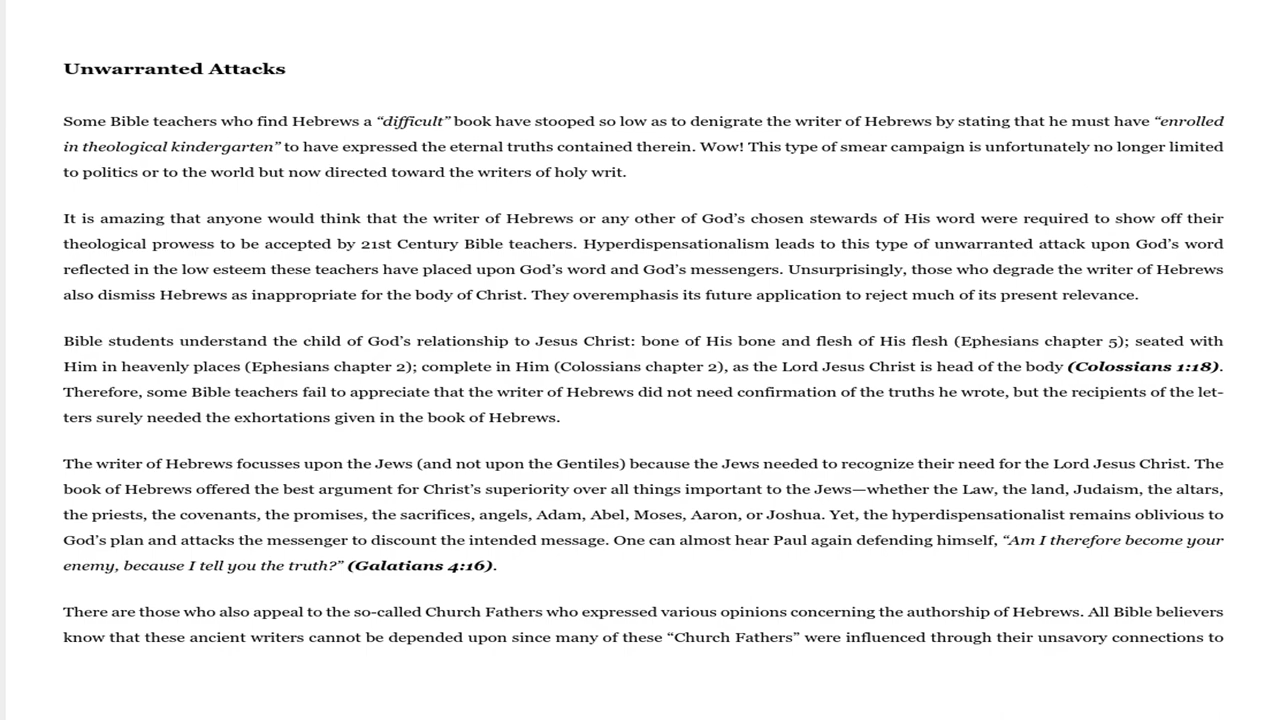 Unwarranted Attacks
Some Bible teachers who find Hebrews a “difficult” book have stooped so low as to denigrate the writer of Hebrews by stating that he must have “enrolled
in theological kindergarten” to have expressed the eternal truths contained therein. Wow! This type of smear campaign is unfortunately no longer limited
to politics or to the world but now directed toward the writers of holy writ.
It is amazing that anyone would think that the writer of Hebrews or any other of God’s chosen stewards of His word were required to show off their
theological prowess to be accepted by 21st Century Bible teachers. Hyperdispensationalism leads to this type of unwarranted attack upon God’s word
reflected in the low esteem these teachers have placed upon God’s word and God’s messengers. Unsurprisingly, those who degrade the writer of Hebrews
also dismiss Hebrews as inappropriate for the body of Christ. They overemphasis its future application to reject much of its present relevance.
Bible students understand the child of God’s relationship to Jesus Christ: bone of His bone and flesh of His flesh (Ephesians chapter 5); seated with
Him in heavenly places (Ephesians chapter 2); complete in Him (Colossians chapter 2), as the Lord Jesus Christ is head of the body (Colossians 1:18).
Therefore, some Bible teachers fail to appreciate that the writer of Hebrews did not need confirmation of the truths he wrote, but the recipients of the let-
ters surely needed the exhortations given in the book of Hebrews.
The writer of Hebrews focusses upon the Jews (and not upon the Gentiles) because the Jews needed to recognize their need for the Lord Jesus Christ. The
book of Hebrews offered the best argument for Christ’s superiority over all things important to the Jews—whether the Law, the land, Judaism, the altars,
the priests, the covenants, the promises, the sacrifices, angels, Adam, Abel, Moses, Aaron, or Joshua. Yet, the hyperdispensationalist remains oblivious to
God’s plan and attacks the messenger to discount the intended message. One can almost hear Paul again defending himself, “Am I therefore become your
enemy, because I tell you the truth?” (Galatians 4:16).
There are those who also appeal to the so-called Church Fathers who expressed various opinions concerning the authorship of Hebrews. All Bible believers
know that these ancient writers cannot be depended upon since many of these “Church Fathers” were influenced through their unsavory connections to